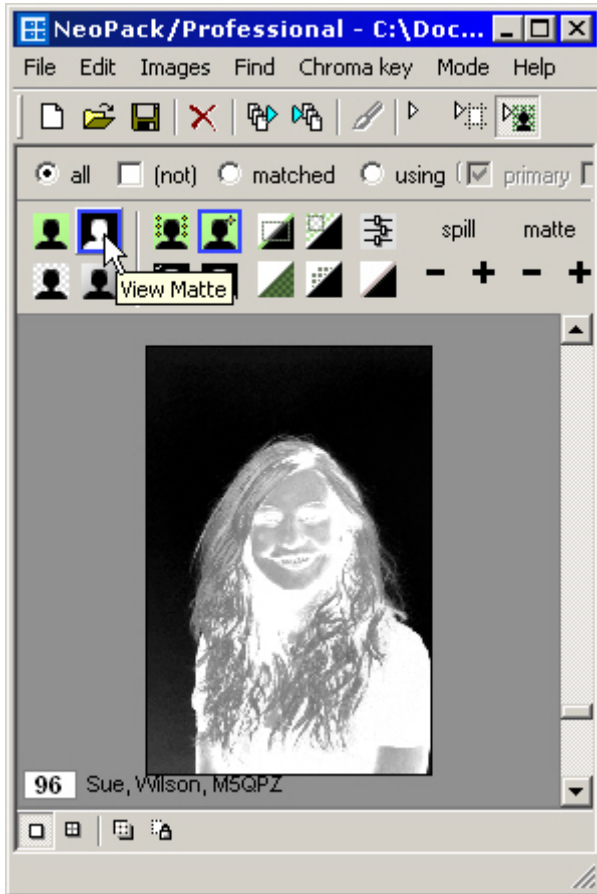 NeoPack/Professional - C:\Doc...
File Edit Images Find Chroma key Mode Help
all (not) matched using ( primary
spill matte
- + - +
View Matte
96 Sue, Wilson, M5QPZ